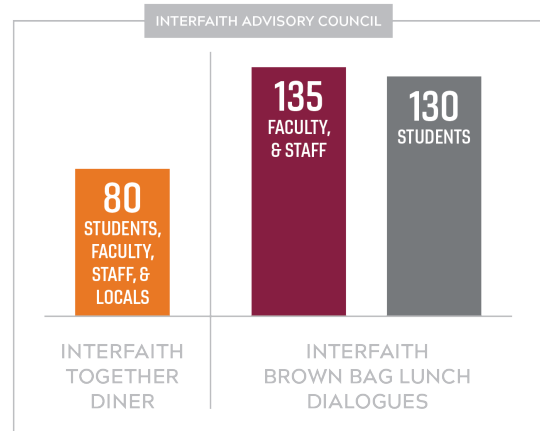 INTERFAITH ADVISORY COUNCIL
80
STUDENTS,
FACULTY,
STAFF, &
LOCALS
135
FACULTY,
& STAFF
130
STUDENTS
INTERFAITH
TOGETHER
DINER
INTERFAITH
BROWN BAG LUNCH
DIALOGUES